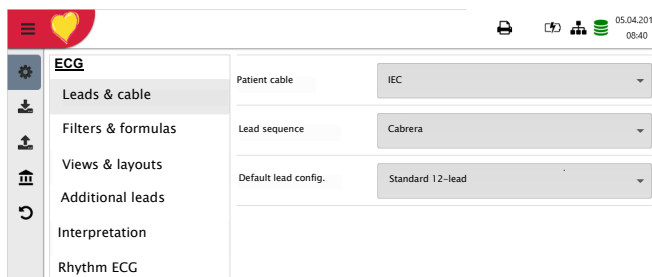 05.04.201
08:40
ECG
Leads & cable
Filters & formulas
Views & layouts
Additional leads
Interpretation
Rhythm ECG
Patient cable
IEC
Lead sequence
Cabrera
Default lead config.
Standard 12-lead